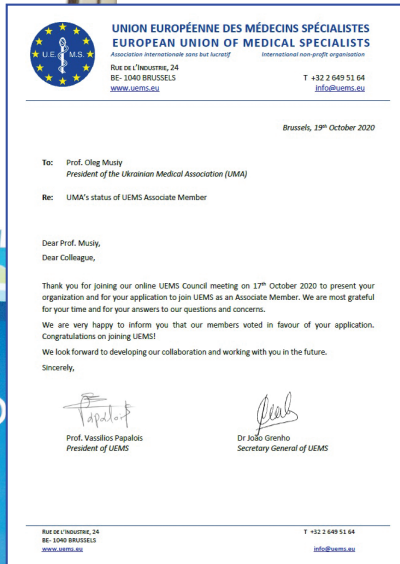 UNION EUROPÉENNE DES MÉDECINS SPÉCIALISTES
EUROPEAN UNION OF MEDICAL SPECIALISTS
Association internationale sans but lucratif International non-profit organisation
U.E. M.S.
RUE DE L'INDUSTRIE, 24
BE- 1040 BRUSSELS T +32 2 649 51 64
www.uems.eu info@uems.eu
Brussels, 19th October 2020
To: Prof. Oleg Musiy
President of the Ukrainian Medical Association (UMA)
Re: UMA's status of UEMS Associate Member
Dear Prof. Musiy,
Dear Colleague,
Thank you for joining our online UEMS Council meeting on 17th October 2020 to present your
organization and for your application to join UEMS as an Associate Member. We are most grateful
for your time and for your answers to our questions and concerns.
We are very happy to inform you that our members voted in favour of your application.
Congratulations on joining UEMS!
We look forward to developing our collaboration and working with you in the future.
Sincerely,
Papalois
Prof. Vassilios Papalois Dr João Grenho
President of UEMS Secretary General of UEMS
RUE DE L'INDUSTRIE, 24 T +32 2 649 51 64
BE- 1040 BRUSSELS
www.uems.eu info@uems.eu